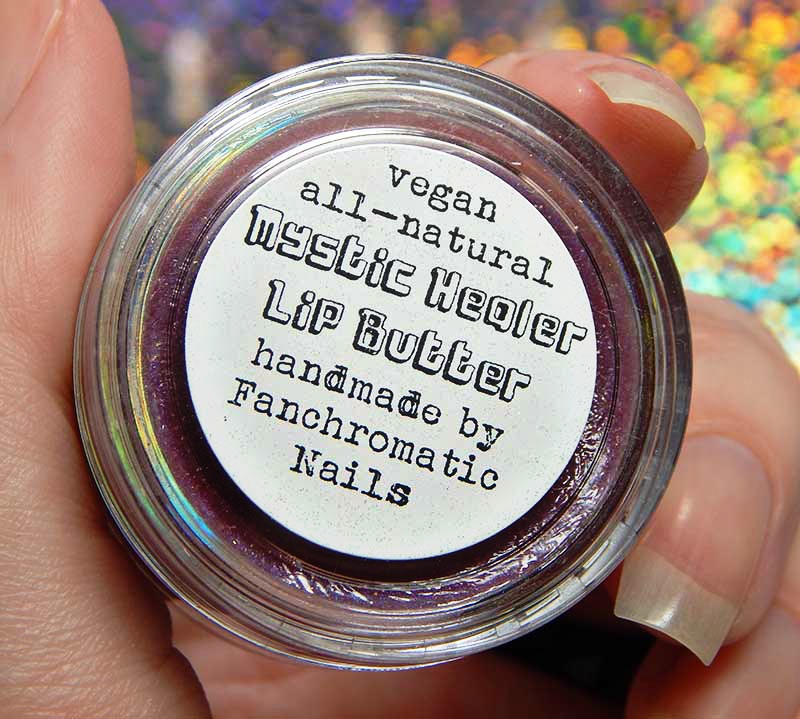 vegan
all-natural
Mystic Healer
Lip Butter
handmade by
Fanchromatic
Nails